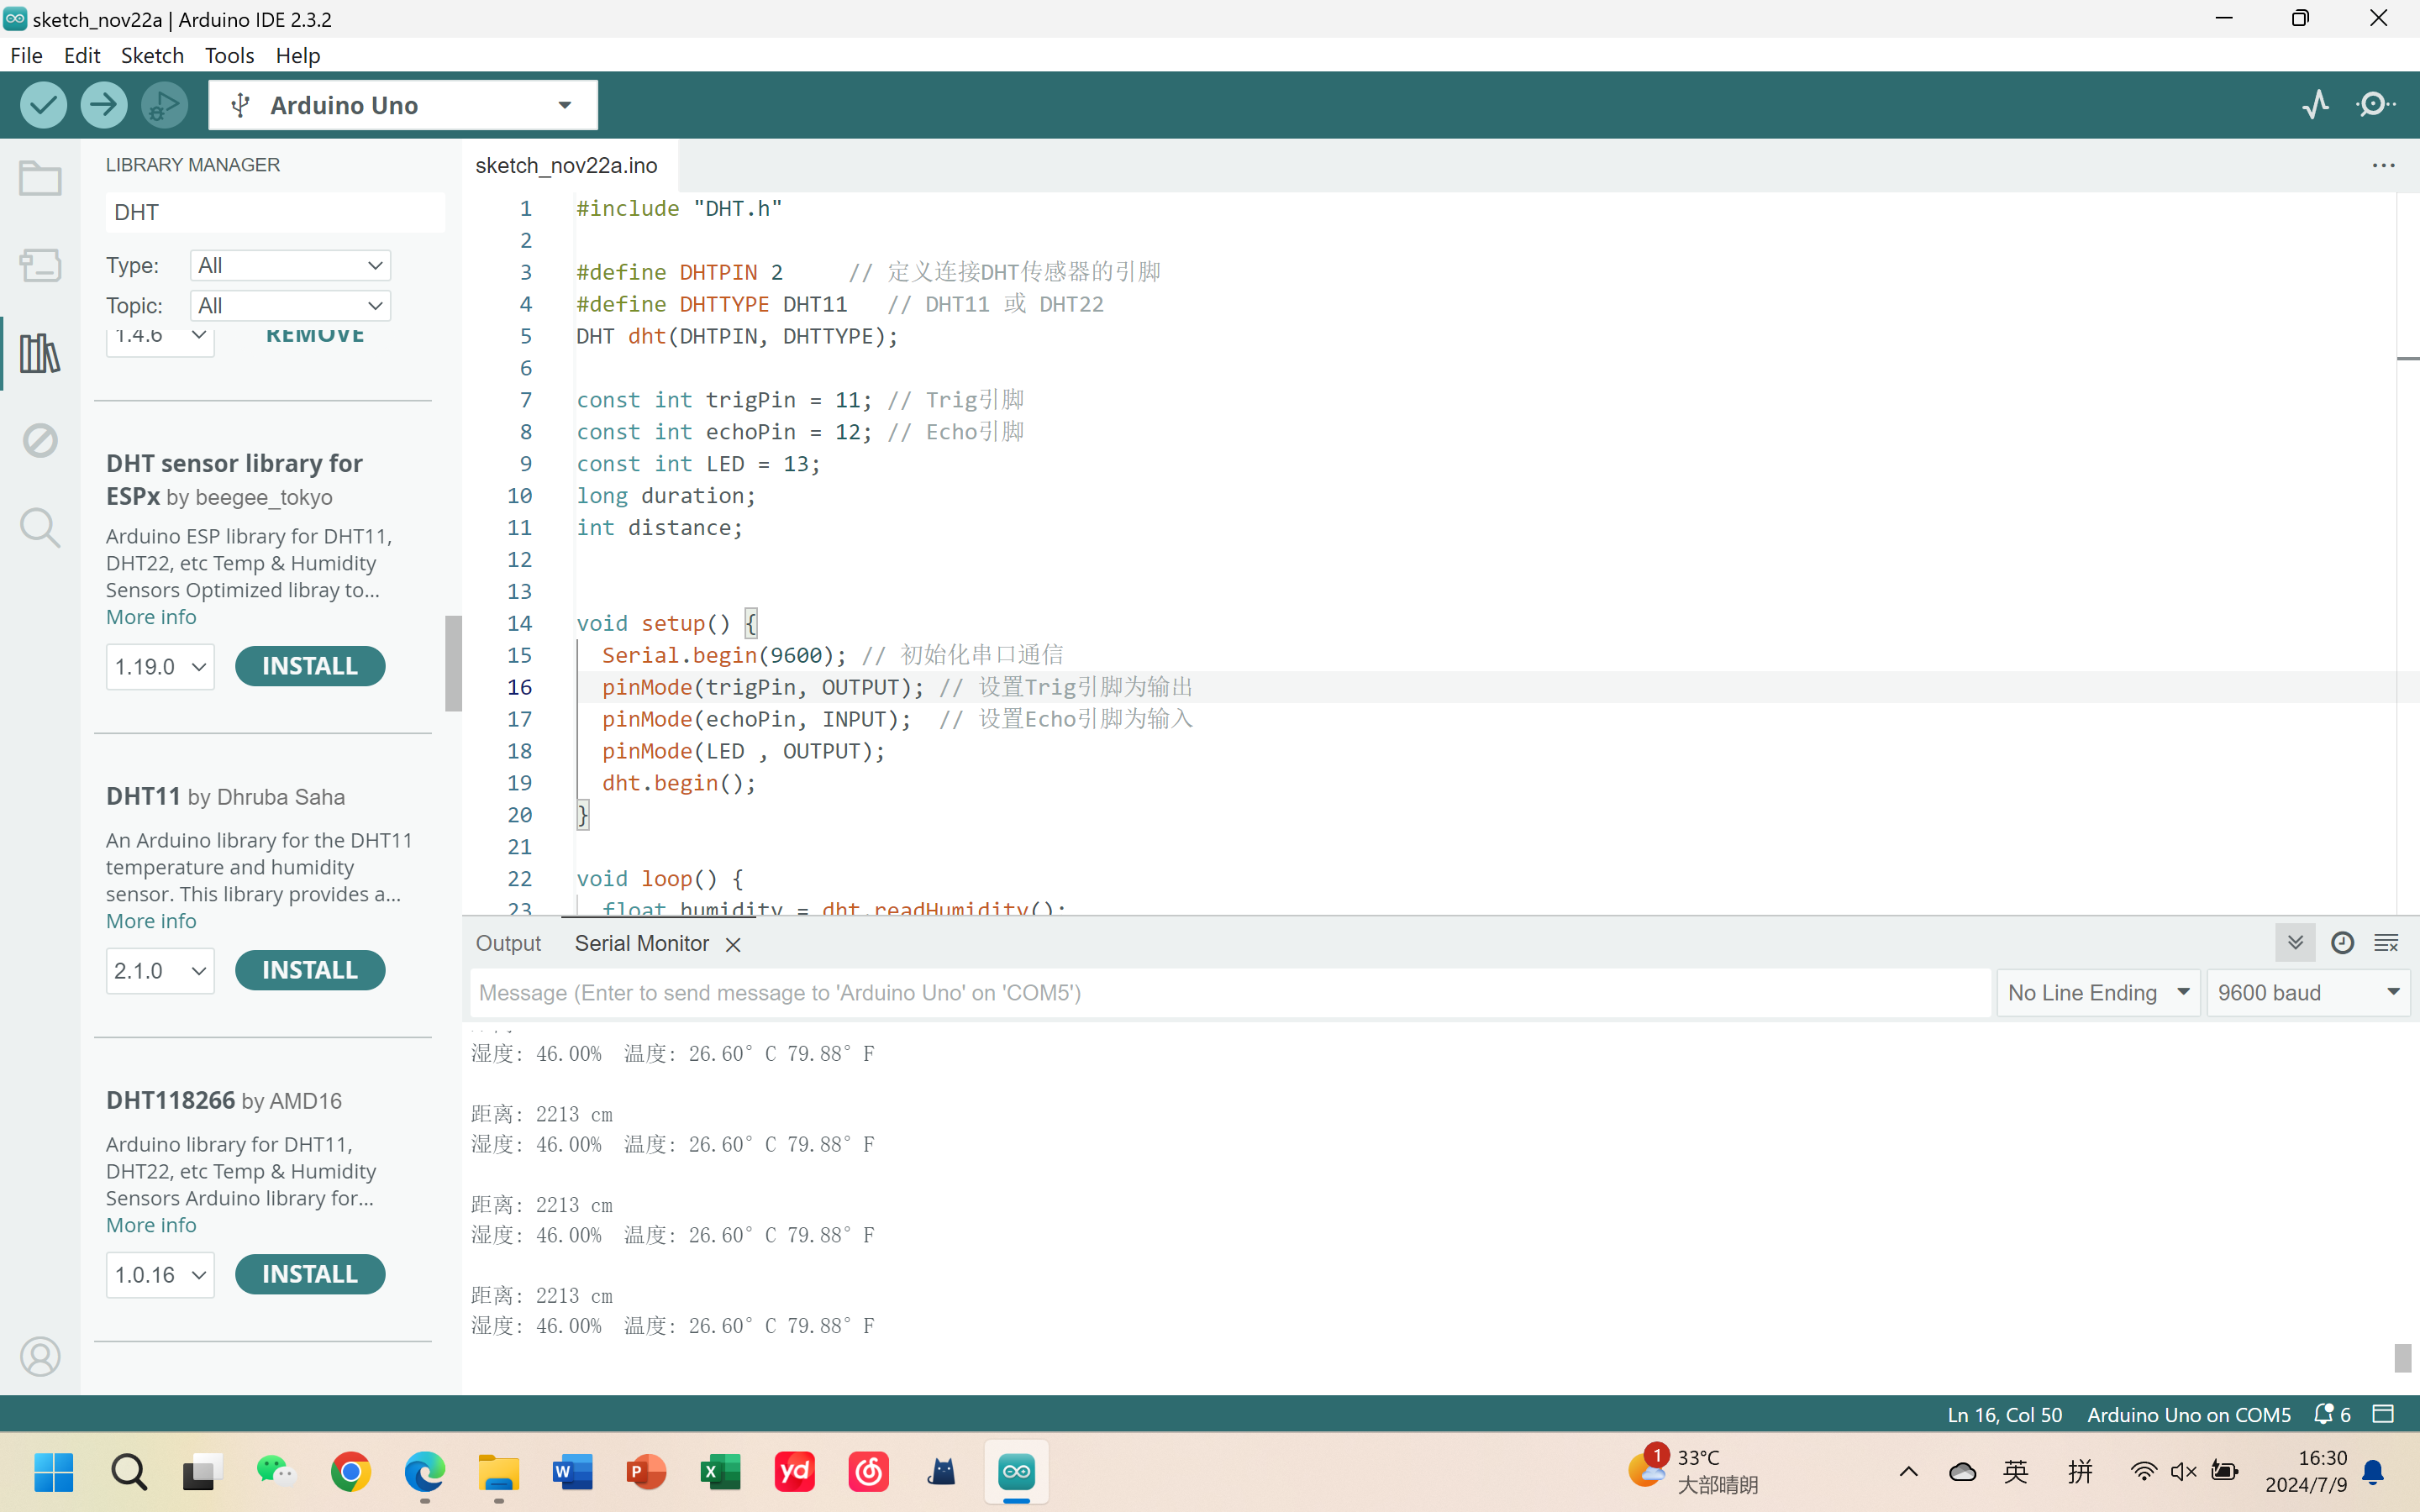 sketch_nov22a | Arduino IDE 2.3.2
File Edit Sketch Tools Help
Arduino Uno
LIBRARY MANAGER
DHT
Type: All
Topic: All
1.4.6 REMOVE
DHT sensor library for
ESPx by beegee_tokyo
Arduino ESP library for DHT11,
DHT22, etc Temp & Humidity
Sensors Optimized libray to...
More info
1.19.0 INSTALL
DHT11 by Dhruba Saha
An Arduino library for the DHT11
temperature and humidity
sensor. This library provides a...
More info
2.1.0 INSTALL
DHT118266 by AMD16
Arduino library for DHT11,
DHT22, etc Temp & Humidity
Sensors Arduino library for...
More info
1.0.16 INSTALL
sketch_nov22a.ino
1 #include "DHT.h"
2
3 #define DHTPIN 2 // 定义连接DHT传感器的引脚
4 #define DHTTYPE DHT11 // DHT11 或 DHT22
5 DHT dht(DHTPIN, DHTTYPE);
6
7 const int trigPin = 11; // Trig引脚
8 const int echoPin = 12; // Echo引脚
9 const int LED = 13;
10 long duration;
11 int distance;
12
13
14 void setup() {
15 Serial.begin(9600); // 初始化串口通信
16 pinMode(trigPin, OUTPUT); // 设置Trig引脚为输出
17 pinMode(echoPin, INPUT); // 设置Echo引脚为输入
18 pinMode(LED , OUTPUT);
19 dht.begin();
20 }
21
22 void loop() {
23 float humidity = dht.readHumidity();
Output Serial Monitor
Message (Enter to send message to 'Arduino Uno' on 'COM5')
No Line Ending 9600 baud
湿度: 46.00% 温度: 26.60° C 79.88° F
距离: 2213 cm
湿度: 46.00% 温度: 26.60° C 79.88° F
距离: 2213 cm
湿度: 46.00% 温度: 26.60° C 79.88° F
距离: 2213 cm
湿度: 46.00% 温度: 26.60° C 79.88° F
Ln 16, Col 50 Arduino Uno on COM5 6
W P X yd
1 33°C
大部晴朗
英 拼
16:30
2024/7/9